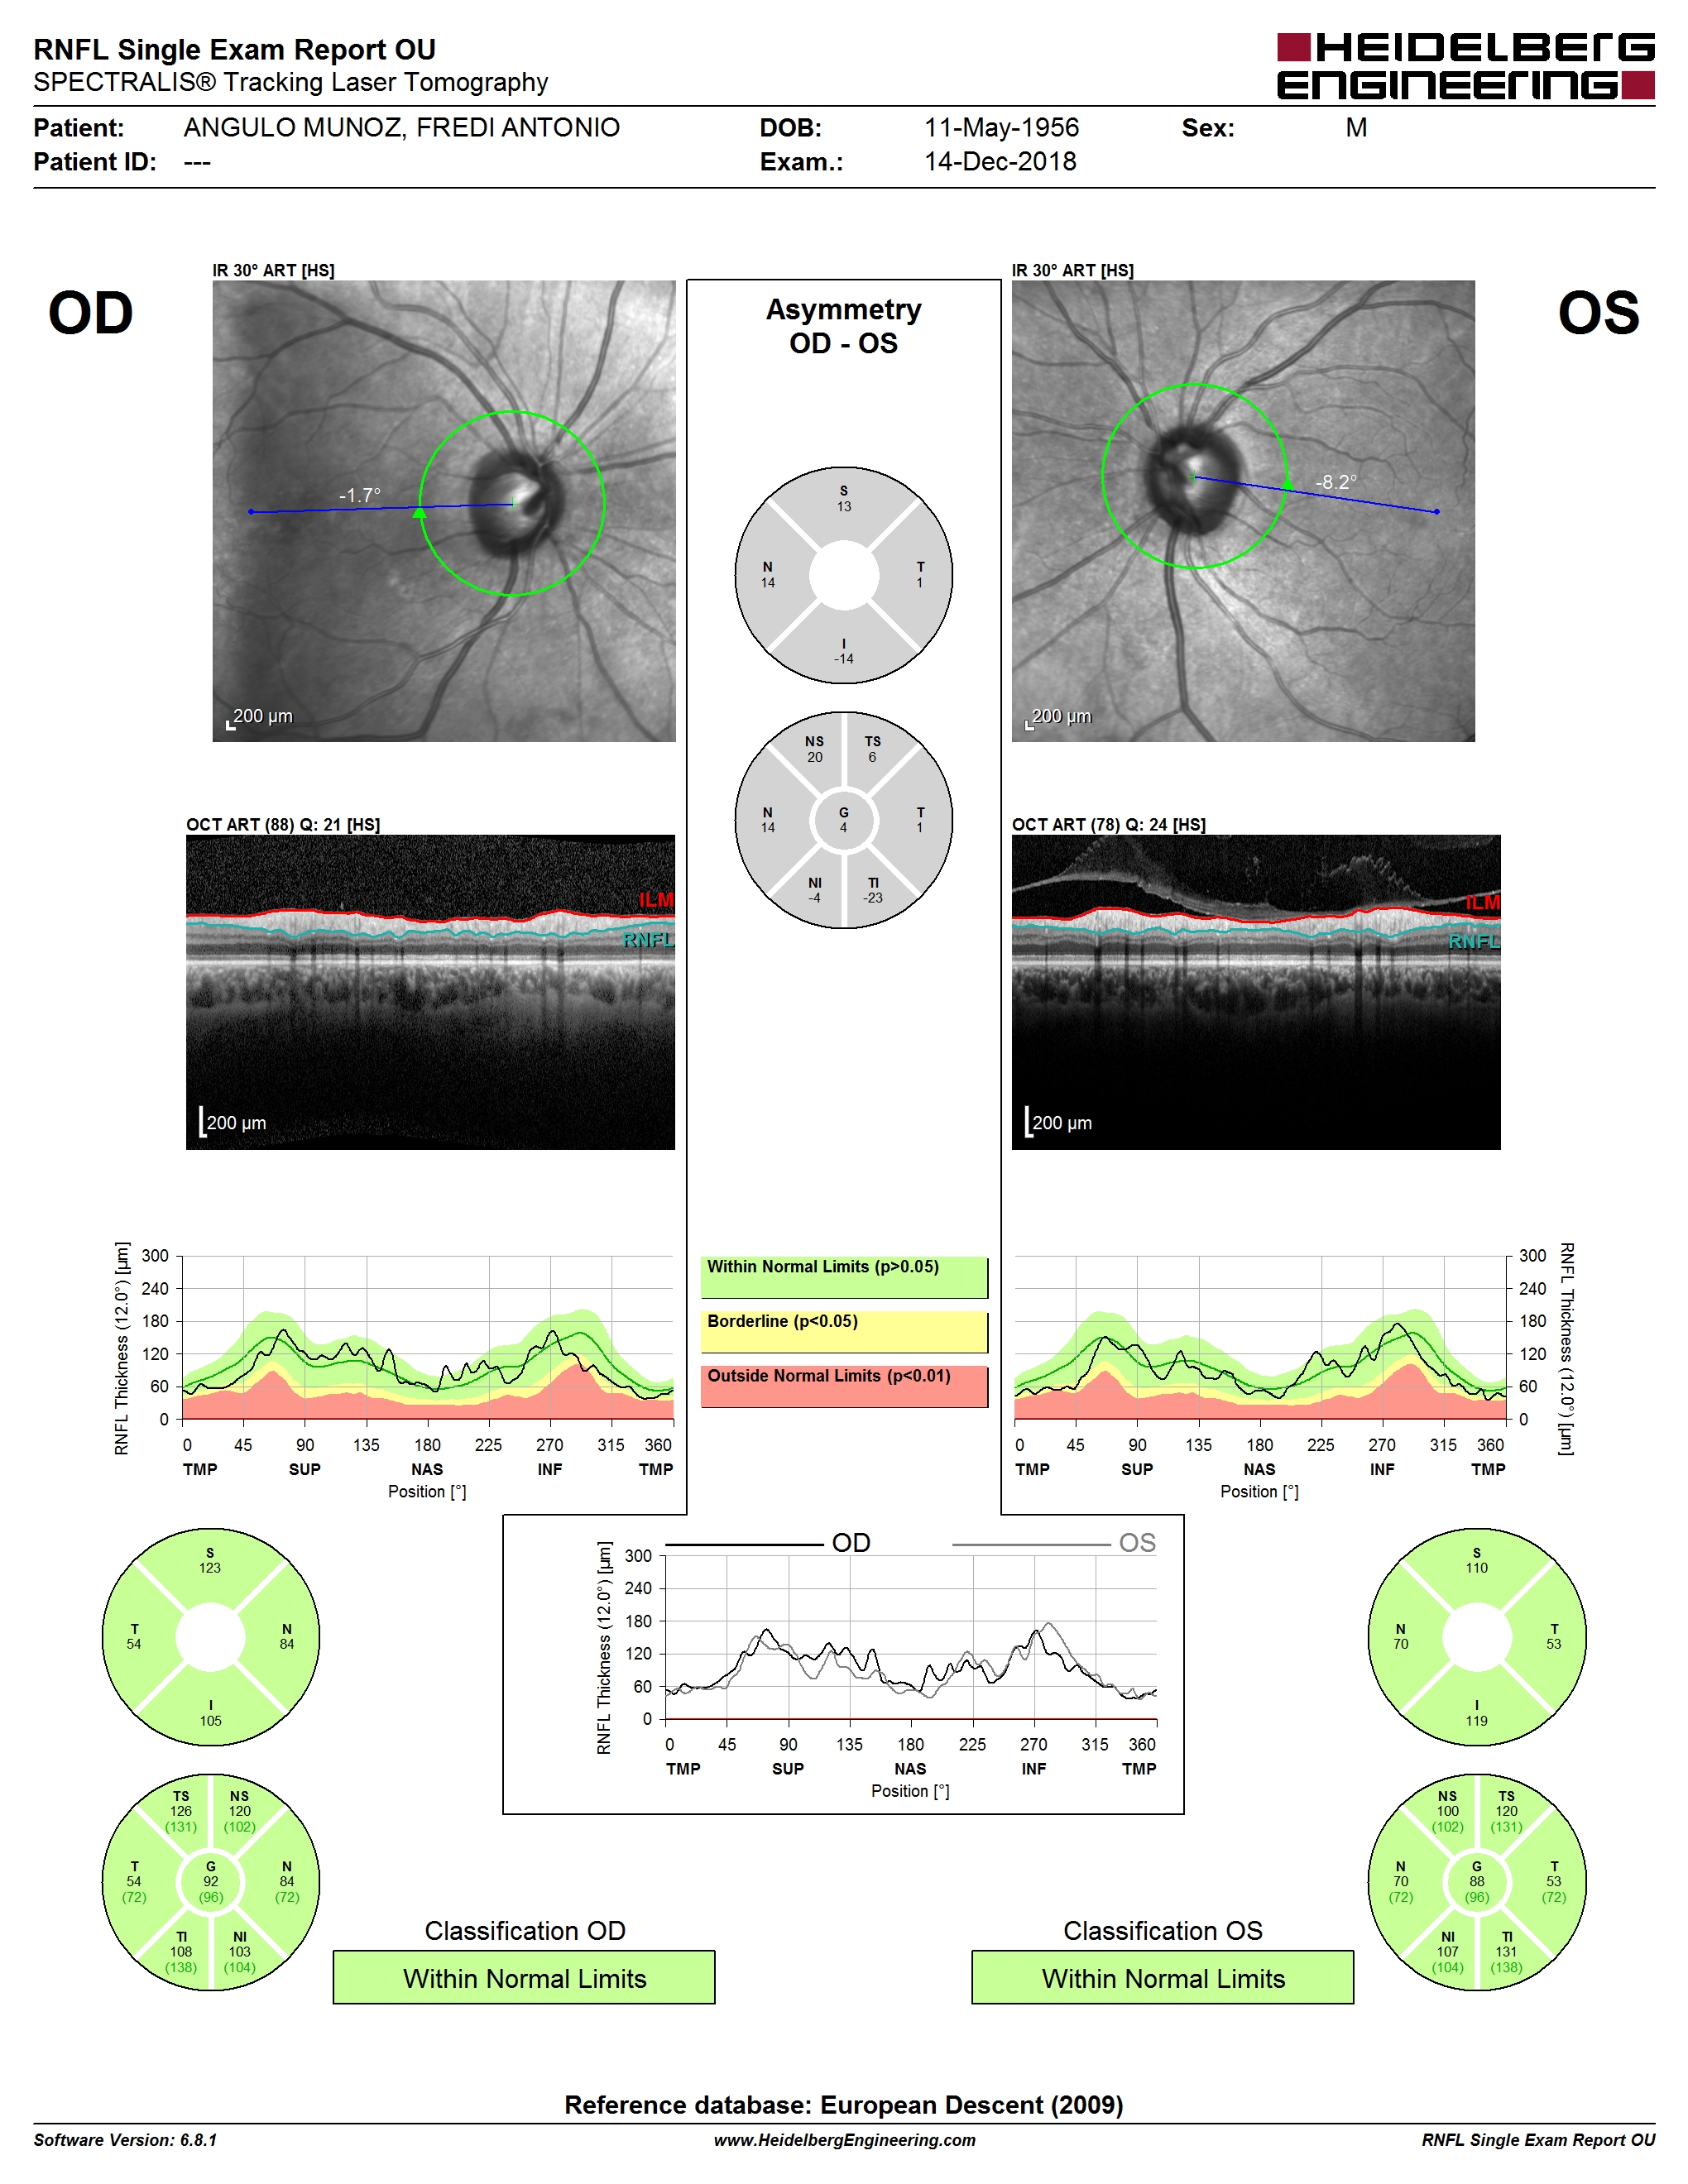 RNFL Single Exam Report OU
SPECTRALIS® Tracking Laser Tomography
HEIDELBERG
ENGINEERING
Patient: ANGULO MUNOZ, FREDI ANTONIO DOB: 11-May-1956 Sex: M
Patient ID: --- Exam.: 14-Dec-2018
OD
IR 30° ART [HS]
-1.7°
200 µm
OCT ART (88) Q: 21 [HS]
ILM
RNFL
200 µm
Asymmetry
OD - OS
S
13
N
14
T
1
I
-14
NS
20
TS
6
N
14
G
4
T
1
NI
-4
TI
-23
OS
IR 30° ART [HS]
-8.2°
200 µm
OCT ART (78) Q: 24 [HS]
ILM
RNFL
200 µm
RNFL Thickness (12.0°) [µm]
300
240
180
120
60
0
0 45 90 135 180 225 270 315 360
TMP SUP NAS INF TMP
Position [°]
Within Normal Limits (p>0.05)
Borderline (p<0.05)
Outside Normal Limits (p<0.01)
300
240
180
120
60
0
RNFL Thickness (12.0°) [µm]
0 45 90 135 180 225 270 315 360
TMP SUP NAS INF TMP
Position [°]
OD OS
RNFL Thickness (12.0°) [µm]
300
240
180
120
60
0
0 45 90 135 180 225 270 315 360
TMP SUP NAS INF TMP
Position [°]
S
123
T
54
N
84
I
105
TS
126
(131)
NS
120
(102)
T
54
(72)
G
92
(96)
N
84
(72)
TI
108
(138)
NI
103
(104)
Classification OD
Within Normal Limits
S
110
N
70
T
53
I
119
NS
100
(102)
TS
120
(131)
N
70
(72)
G
88
(96)
T
53
(72)
NI
107
(104)
TI
131
(138)
Classification OS
Within Normal Limits
Reference database: European Descent (2009)
Software Version: 6.8.1 www.HeidelbergEngineering.com RNFL Single Exam Report OU